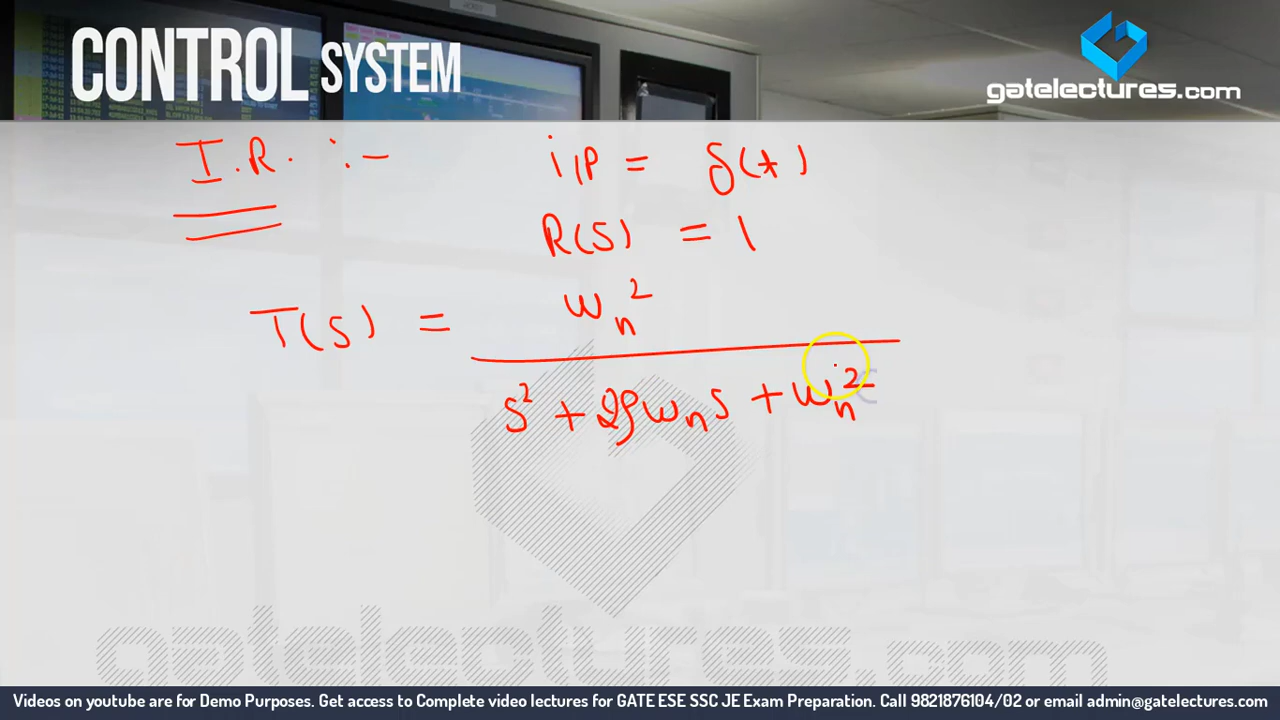 CONTROL SYSTEM
gatelectures.com
I.R. :-
i/p = δ(t)
R(s) = 1
T(s) = ωn²
s² + 2ξωns + ωn²
gatelectures.com
Videos on youtube are for Demo Purposes. Get access to Complete video lectures for GATE ESE SSC JE Exam Preparation. Call 9821876104/02 or email admin@gatelectures.com